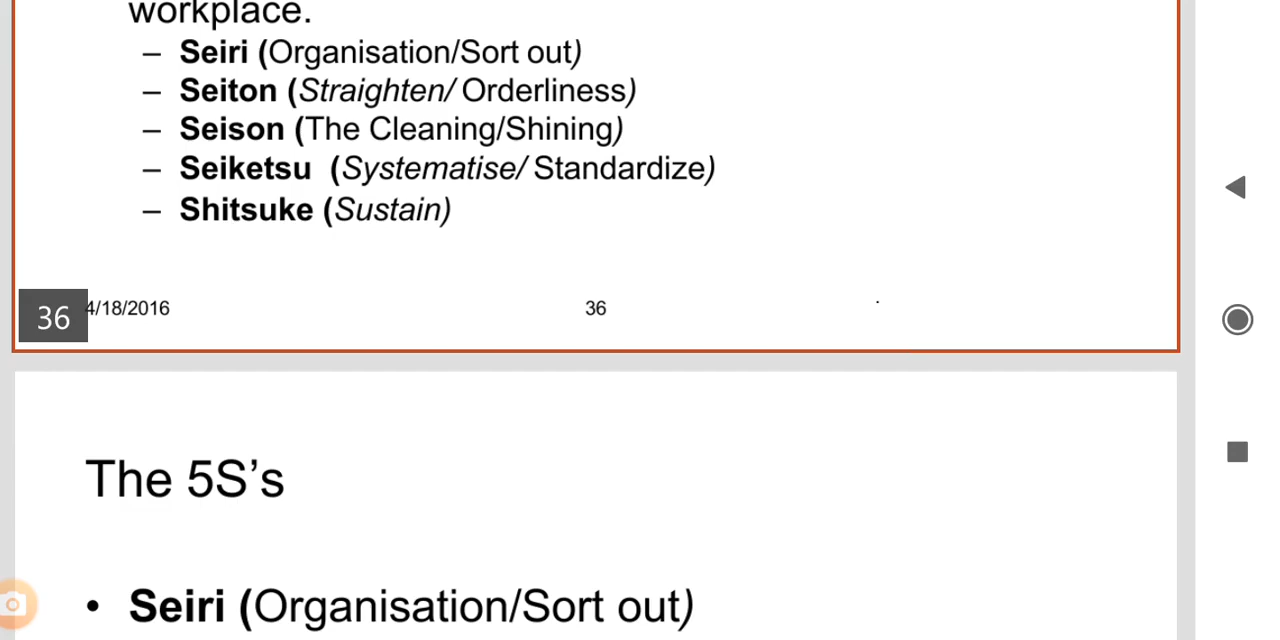 workplace.
– Seiri (Organisation/Sort out)
– Seiton (Straighten/ Orderliness)
– Seison (The Cleaning/Shining)
– Seiketsu (Systematise/ Standardize)
– Shitsuke (Sustain)
36 4/18/2016 36 .
The 5S’s
• Seiri (Organisation/Sort out)